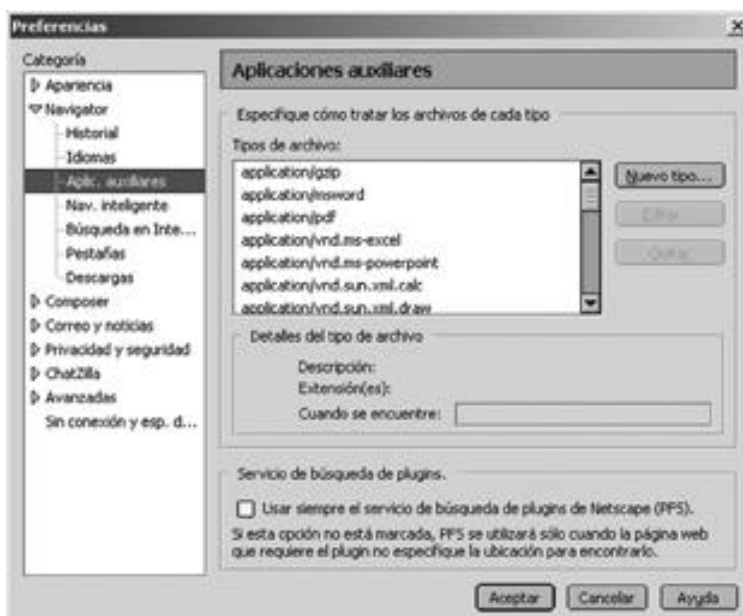 Preferencias
Categoría
Apariencia
Navigator
Historial
Idiomas
Aplic. auxiliares
Nav. inteligente
Búsqueda en Inte...
Pestañas
Descargas
Composer
Correo y noticias
Privacidad y seguridad
ChatZilla
Avanzadas
Sin conexión y esp. d...
Aplicaciones auxiliares
Especifique cómo tratar los archivos de cada tipo
Tipos de archivo:
application/gzip
application/msword
application/pdf
application/vnd.ms-excel
application/vnd.ms-powerpoint
application/vnd.sun.xml.calc
application/vnd.sun.xml.draw
Nuevo tipo...
Editar...
Quitar
Detalles del tipo de archivo
Descripción:
Extensión(es):
Cuando se encuentre:
Servicio de búsqueda de plugins.
Usar siempre el servicio de búsqueda de plugins de Netscape (PFS).
Si esta opción no está marcada, PFS se utilizará sólo cuando la página web
que requiere el plugin no especifique la ubicación para encontrarlo.
Aceptar Cancelar Ayuda